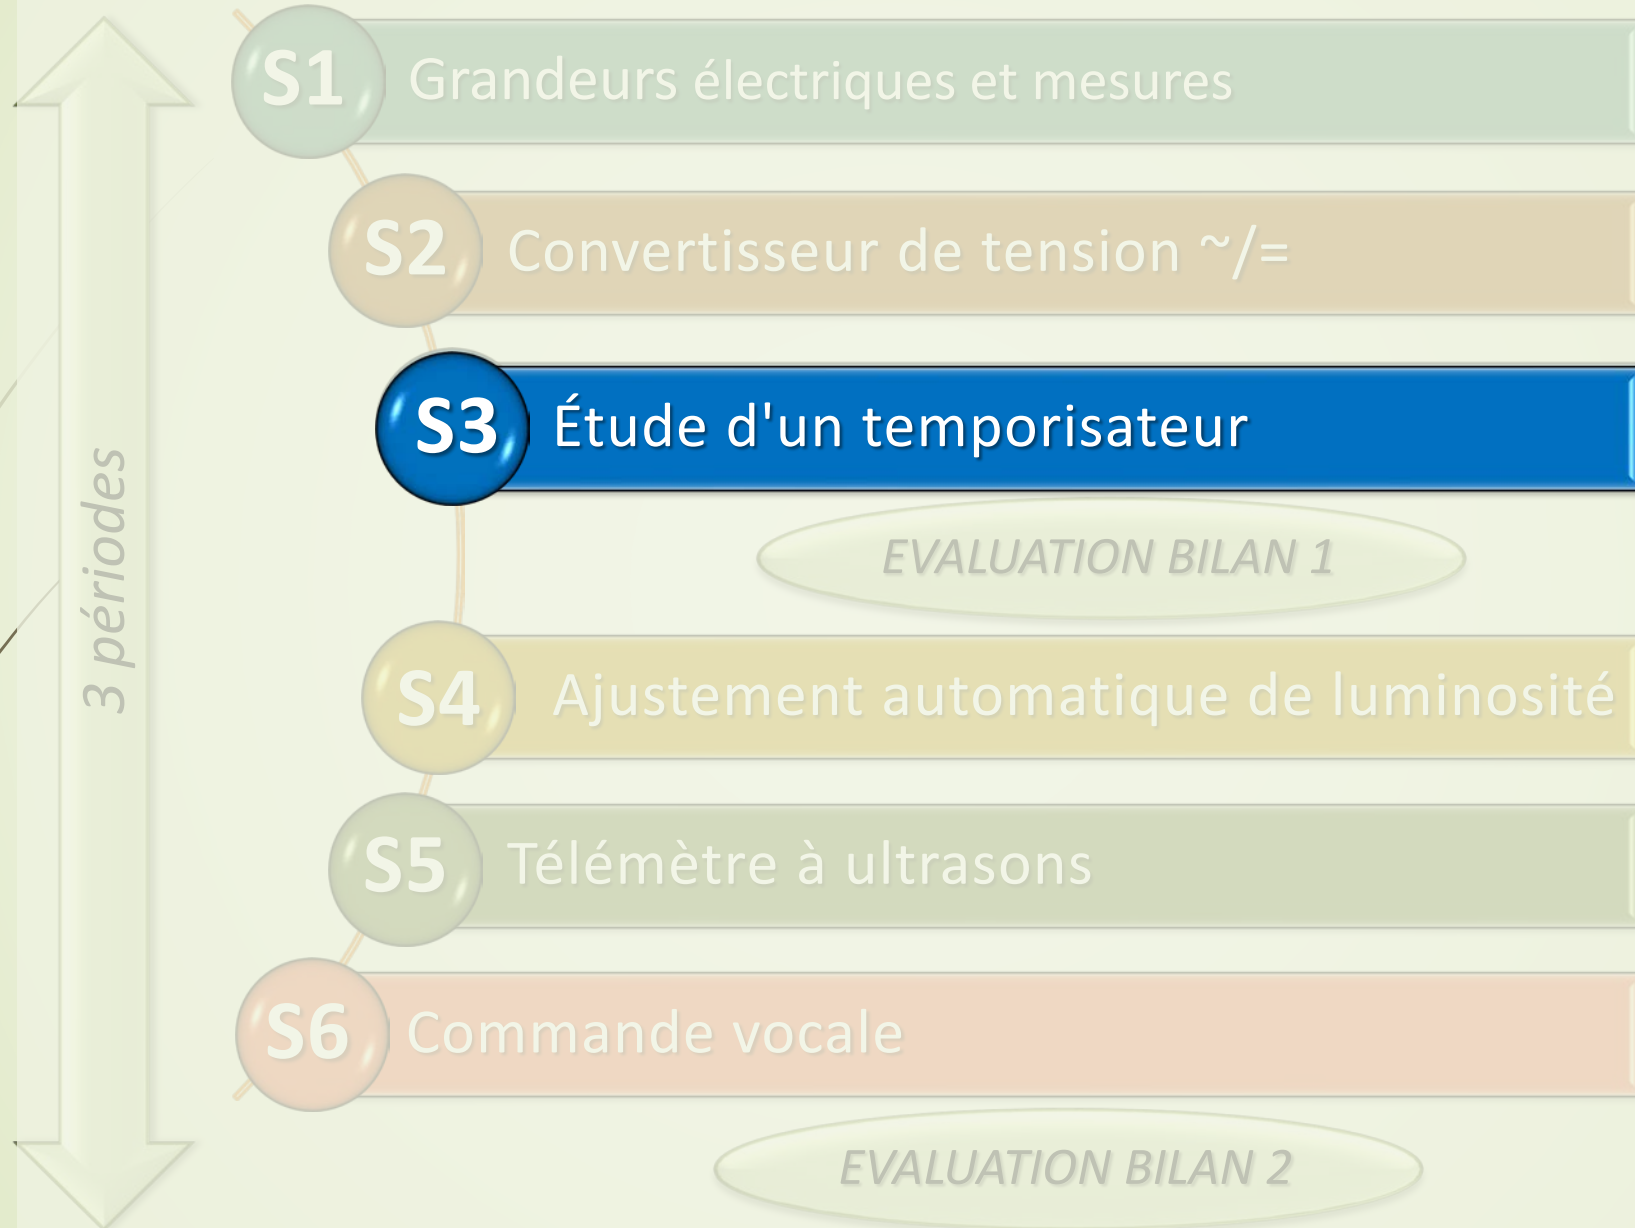 S1 Grandeurs électriques et mesures
S2 Convertisseur de tension ~/=
S3 Étude d'un temporisateur
EVALUATION BILAN 1
3 périodes
S4 Ajustement automatique de luminosité
S5 Télémètre à ultrasons
S6 Commande vocale
EVALUATION BILAN 2